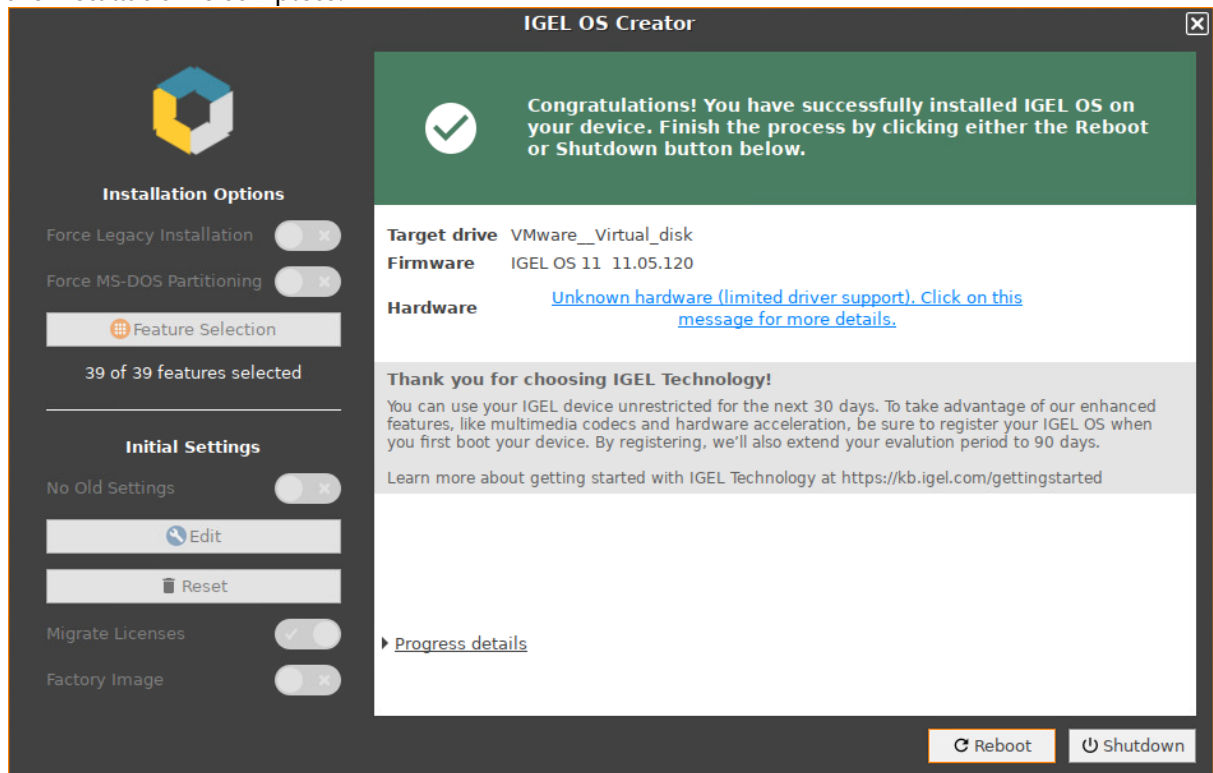 IGEL OS Creator
Congratulations! You have successfully installed IGEL OS on
your device. Finish the process by clicking either the Reboot
or Shutdown button below.
Installation Options
Force Legacy Installation
Force MS-DOS Partitioning
Feature Selection
39 of 39 features selected
Initial Settings
No Old Settings
Edit
Reset
Migrate Licenses
Factory Image
Target drive VMware__Virtual_disk
Firmware IGEL OS 11 11.05.120
Hardware Unknown hardware (limited driver support). Click on this
message for more details.
Thank you for choosing IGEL Technology!
You can use your IGEL device unrestricted for the next 30 days. To take advantage of our enhanced
features, like multimedia codecs and hardware acceleration, be sure to register your IGEL OS when
you first boot your device. By registering, we'll also extend your evalution period to 90 days.
Learn more about getting started with IGEL Technology at https://kb.igel.com/gettingstarted
Progress details
Reboot
Shutdown